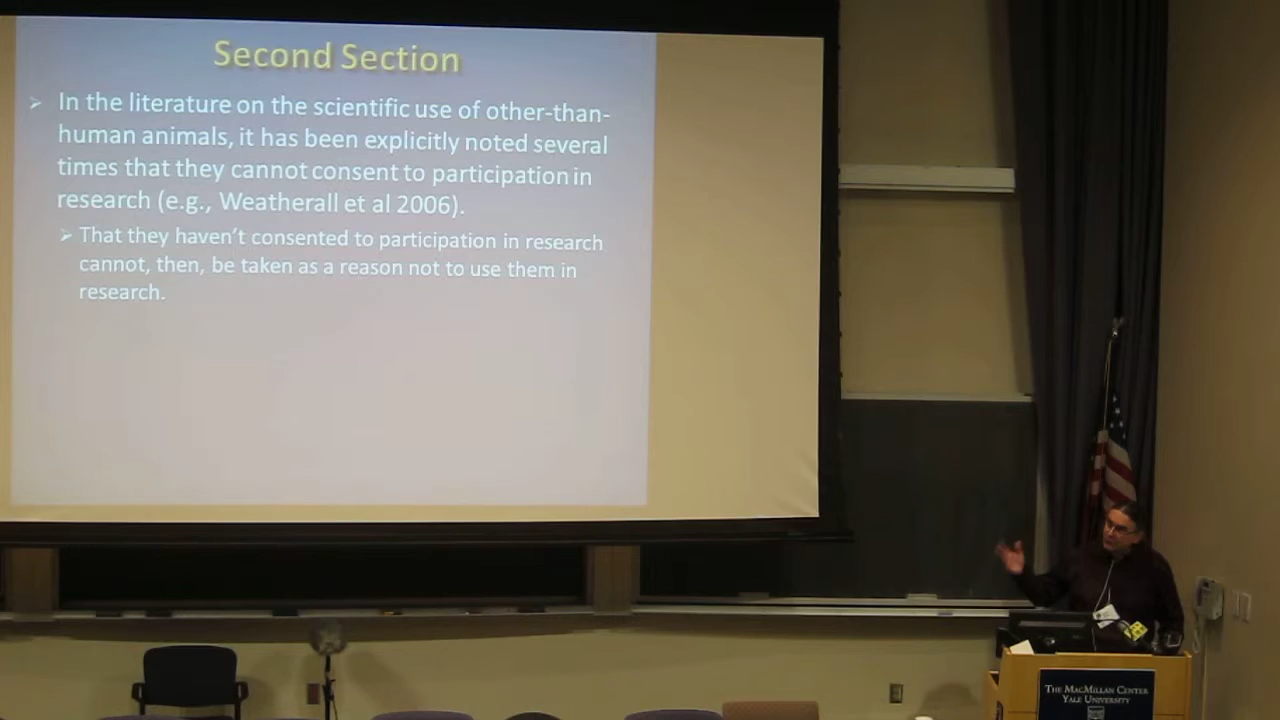 Second Section
➢ In the literature on the scientific use of other-than-
human animals, it has been explicitly noted several
times that they cannot consent to participation in
research (e.g., Weatherall et al 2006).
➢ That they haven't consented to participation in research
cannot, then, be taken as a reason not to use them in
research.
THE MACMILLAN CENTER
YALE UNIVERSITY